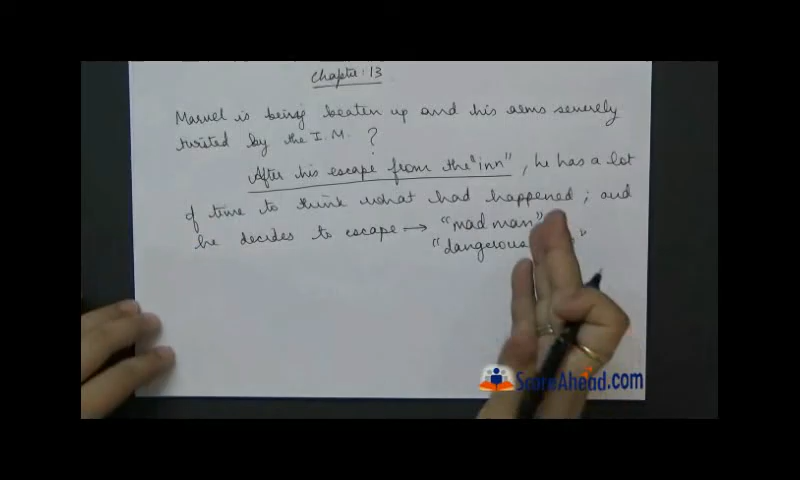 Chapter: 13
Marvel is being beaten up and his arms severely
twisted by the I.M. ?
After his escape from the "inn", he has a lot
of time to think what had happened ; and
he decides to escape → "mad man"
"dangerous
ScoreAhead.com